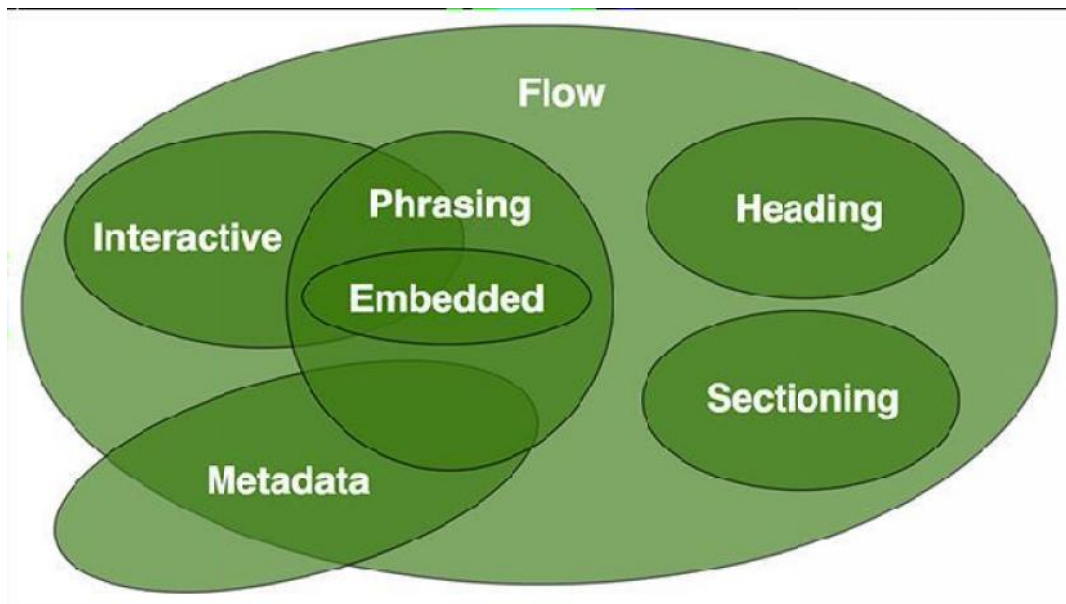 Flow
Phrasing
Heading
Interactive
Embedded
Sectioning
Metadata